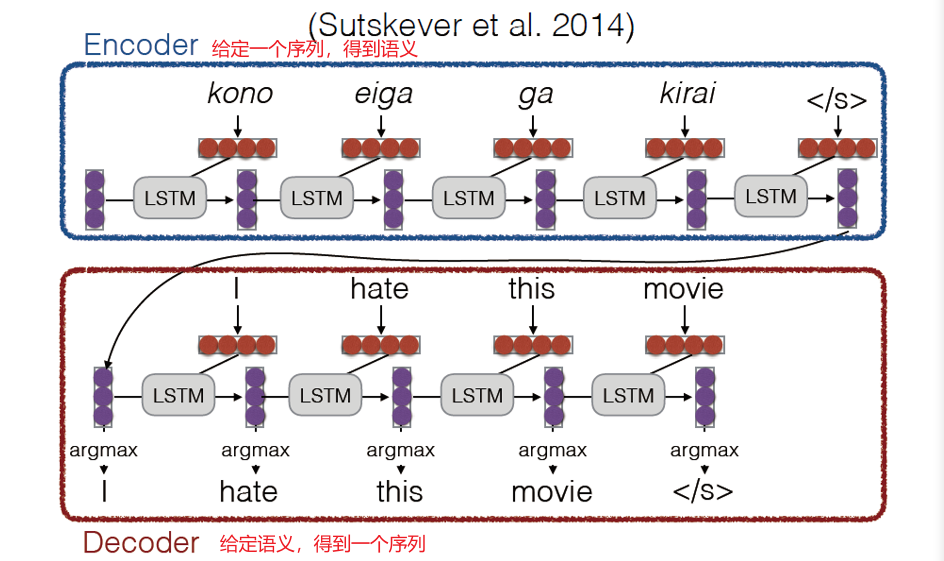 (Sutskever et al. 2014)
Encoder 给定一个序列，得到语义
kono eiga ga kirai </s>
LSTM LSTM LSTM LSTM LSTM
I hate this movie
LSTM LSTM LSTM LSTM
argmax argmax argmax argmax argmax
I hate this movie </s>
Decoder 给定语义，得到一个序列